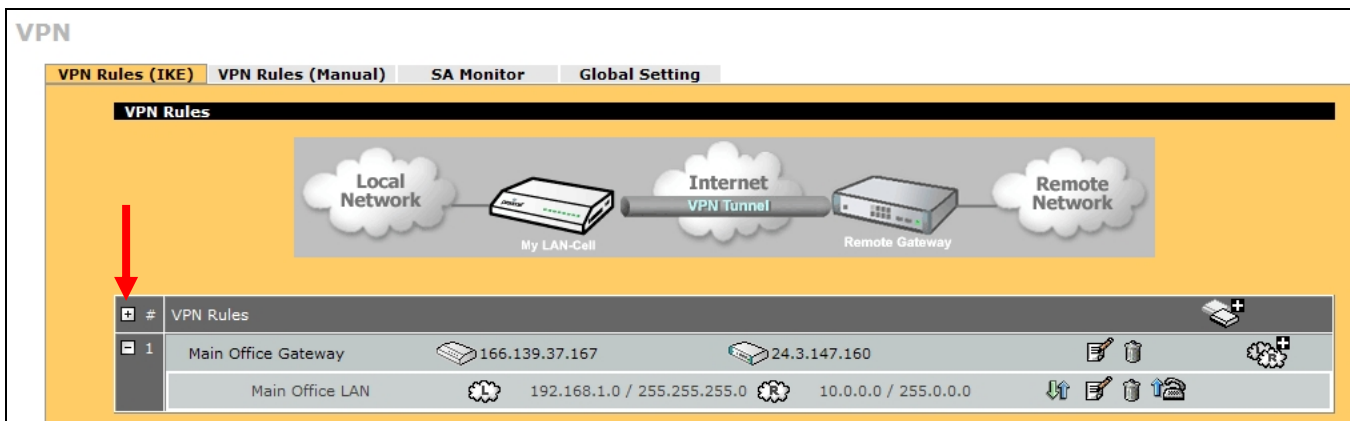 VPN
VPN Rules (IKE) VPN Rules (Manual) SA Monitor Global Setting
VPN Rules
Local Network
Internet
VPN Tunnel
Remote Network
My LAN-Cell
Remote Gateway
# VPN Rules
1 Main Office Gateway 166.139.37.167 24.3.147.160
L R
Main Office LAN L 192.168.1.0 / 255.255.255.0 R 10.0.0.0 / 255.0.0.0